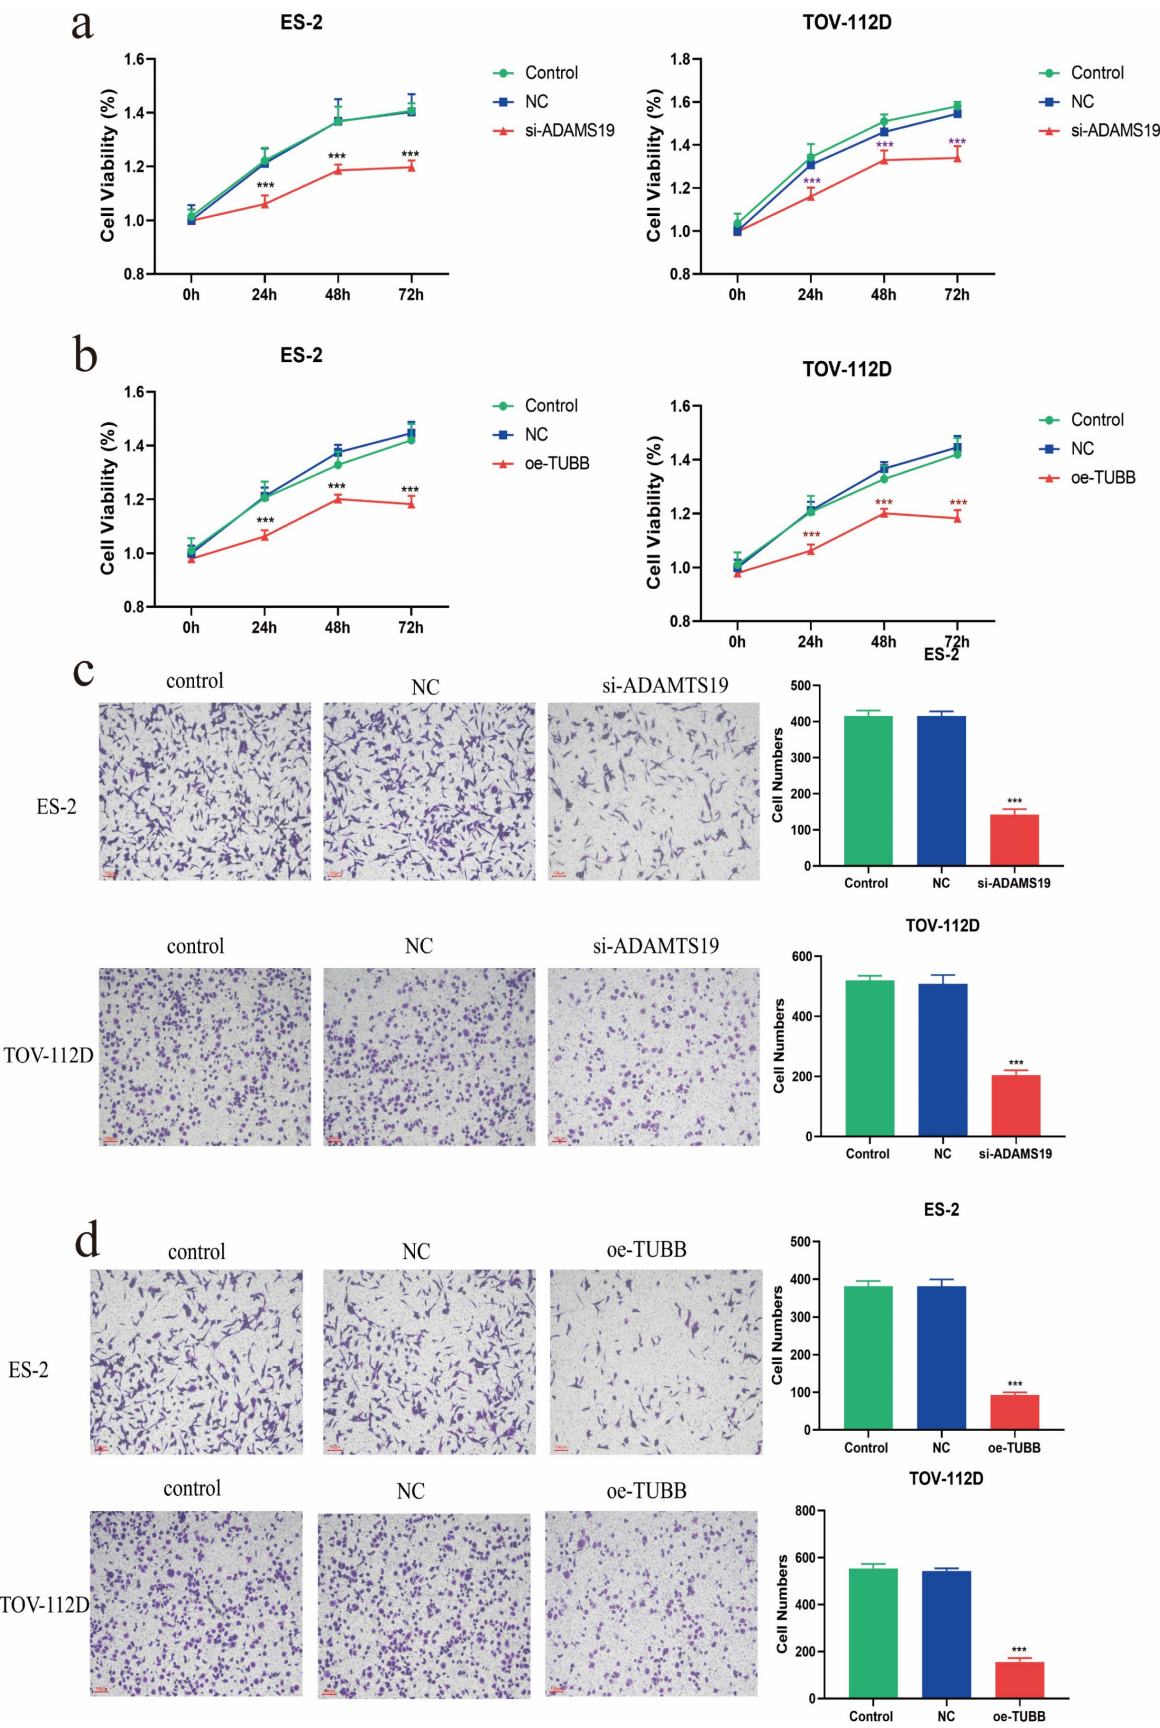 a
ES-2
Cell Viability (%)
1.6
1.4
1.2
1.0
0.8
0h 24h 48h 72h
Control
NC
si-ADAMS19
***
***
***
TOV-112D
Cell Viability (%)
1.8
1.6
1.4
1.2
1.0
0.8
0h 24h 48h 72h
Control
NC
si-ADAMS19
***
***
***
b
ES-2
Cell Viability (%)
1.6
1.4
1.2
1.0
0.8
0h 24h 48h 72h
Control
NC
oe-TUBB
***
***
***
TOV-112D
Cell Viability (%)
1.6
1.4
1.2
1.0
0.8
0h 24h 48h 72h
Control
NC
oe-TUBB
***
***
***
c
control NC si-ADAMTS19
ES-2
ES-2
Cell Numbers
500
400
300
200
100
0
***
Control NC si-ADAMS19
control NC si-ADAMTS19
TOV-112D
TOV-112D
Cell Numbers
600
400
200
0
***
Control NC si-ADAMS19
d
control NC oe-TUBB
ES-2
ES-2
Cell Numbers
500
400
300
200
100
0
***
Control NC oe-TUBB
control NC oe-TUBB
TOV-112D
TOV-112D
Cell Numbers
800
600
400
200
0
***
Control NC oe-TUBB